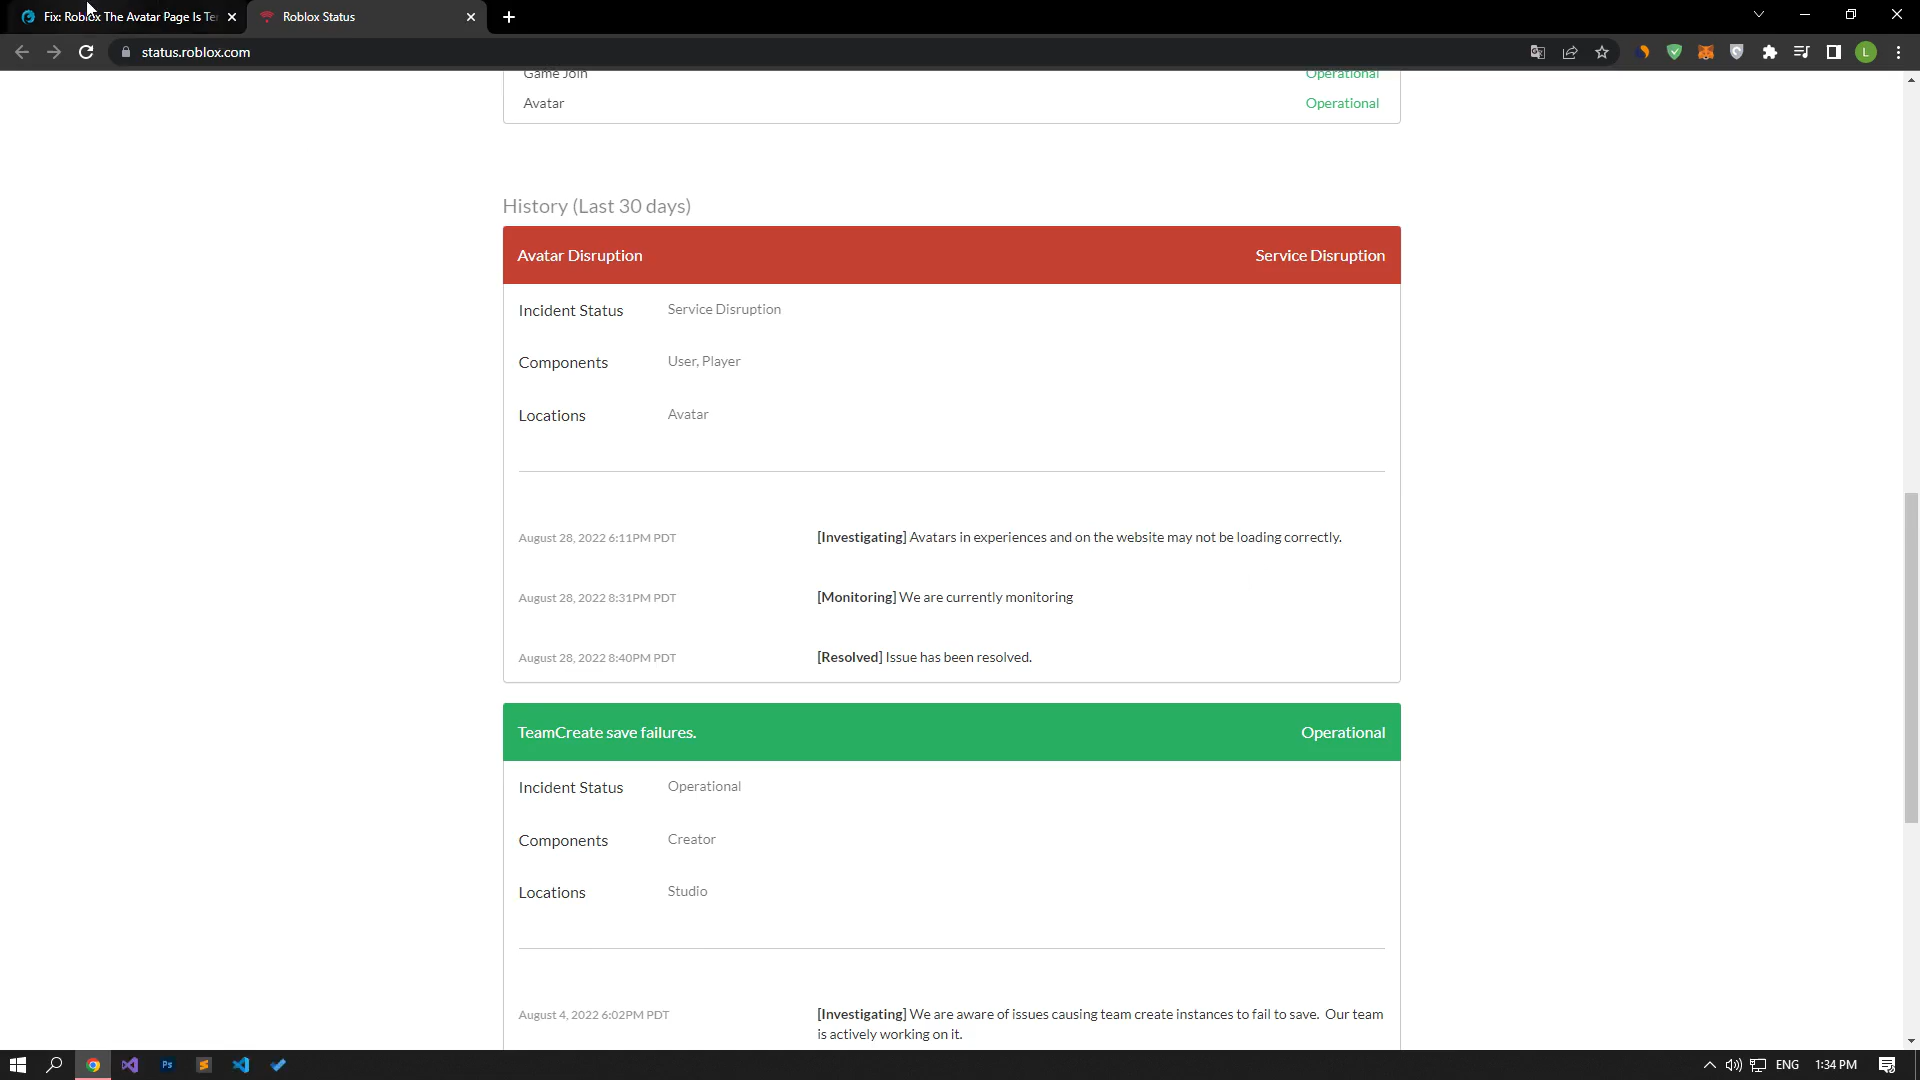 Fix: Roblox The Avatar Page Is Ter
Roblox Status
status.roblox.com
L
Game Join Operational
Avatar Operational
History (Last 30 days)
Avatar Disruption Service Disruption
Incident Status Service Disruption
Components User, Player
Locations Avatar
August 28, 2022 6:11PM PDT [Investigating] Avatars in experiences and on the website may not be loading correctly.
August 28, 2022 8:31PM PDT [Monitoring] We are currently monitoring
August 28, 2022 8:40PM PDT [Resolved] Issue has been resolved.
TeamCreate save failures. Operational
Incident Status Operational
Components Creator
Locations Studio
August 4, 2022 6:02PM PDT [Investigating] We are aware of issues causing team create instances to fail to save. Our team
is actively working on it.
Ps
ENG 1:34 PM